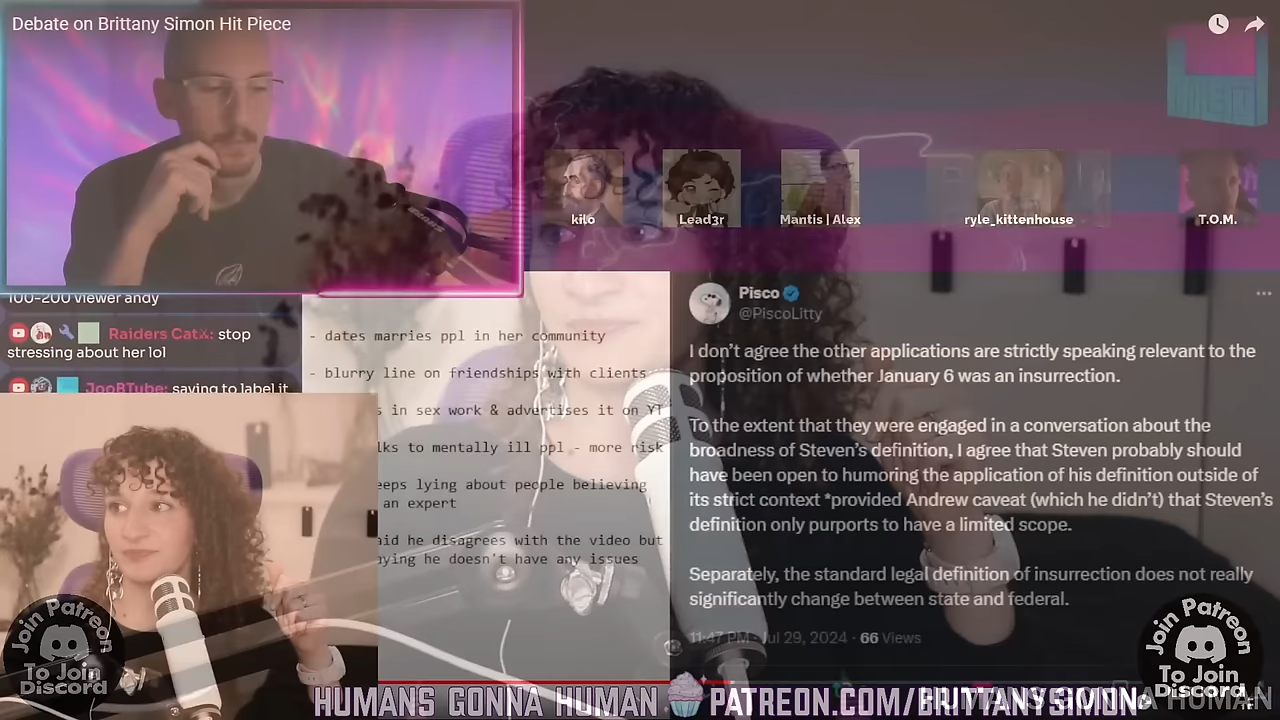 Debate on Brittany Simon Hit Piece
kilo
Lead3r
Mantis | Alex
ryle_kittenhouse
T.O.M.
100-200 viewer andy
Raiders CatX: stop
stressing about her lol
JooBTube: saying to label it
- dates marries ppl in her community
- blurry line on friendships with clients
s in sex work & advertises it on YT
lks to mentally ill ppl - more risk
eeps lying about people believing
an expert
aid he disagrees with the video but
aying he doesn't have any issues
Pisco
@PiscoLitty
I don't agree the other applications are strictly speaking relevant to the
proposition of whether January 6 was an insurrection.
To the extent that they were engaged in a conversation about the
broadness of Steven's definition, I agree that Steven probably should
have been open to humoring the application of his definition outside of
its strict context *provided Andrew caveat (which he didn't) that Steven's
definition only purports to have a limited scope.
Separately, the standard legal definition of insurrection does not really
significantly change between state and federal.
11:47 PM · Jul 29, 2024 · 66 Views
Join Patreon
To Join
Discord
Join Patreon
To Join
Discord
HUMANS GONNA HUMAN
PATREON.COM/BRITTANYSIMON
HUMAN